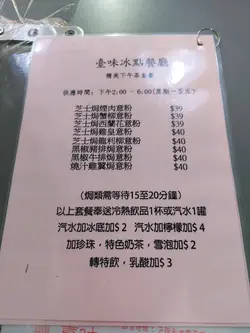 臺味冰點餐廳
精美下午茶套餐
供應時間：下午2:00 - 6:00(星期一至六)
芝士焗煙肉意粉 $39
芝士焗蟹柳意粉 $39
芝士焗西蘭花意粉 $39
芝士焗雞皇意粉 $40
芝士焗龍利柳意粉 $40
黑椒豬排焗意粉 $40
黑椒牛排焗意粉 $40
燒汁雞翼焗意粉 $40
(焗類需等待15至20分鐘)
以上套餐奉送冷熱飲品1杯或汽水1罐
汽水加冰底加$2 汽水加檸檬加$4
加珍珠，特色奶茶，雪泡加$2
轉特飲，乳酸加$3